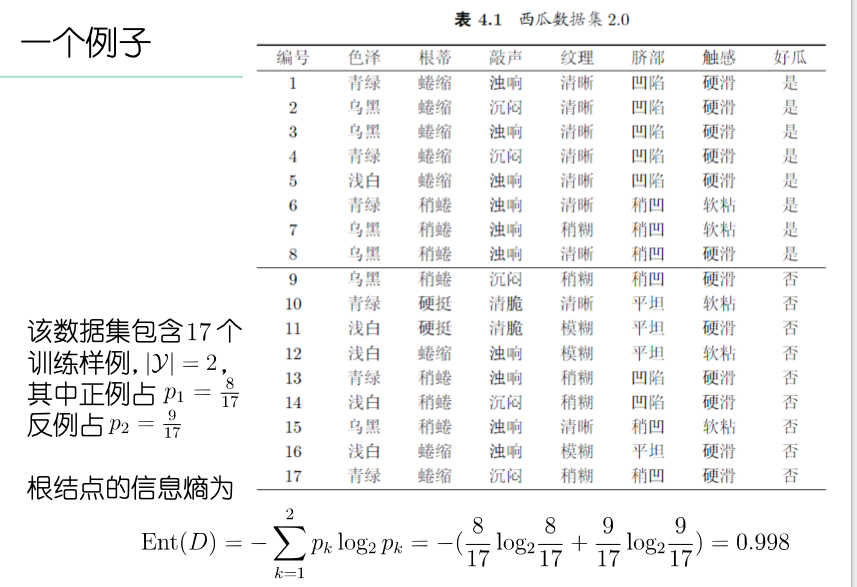 一个例子
表 4.1 西瓜数据集 2.0
编号 色泽 根蒂 敲声 纹理 脐部 触感 好瓜
1 青绿 蜷缩 浊响 清晰 凹陷 硬滑 是
2 乌黑 蜷缩 沉闷 清晰 凹陷 硬滑 是
3 乌黑 蜷缩 浊响 清晰 凹陷 硬滑 是
4 青绿 蜷缩 沉闷 清晰 凹陷 硬滑 是
5 浅白 蜷缩 浊响 清晰 凹陷 硬滑 是
6 青绿 稍蜷 浊响 清晰 稍凹 软粘 是
7 乌黑 稍蜷 浊响 稍糊 稍凹 软粘 是
8 乌黑 稍蜷 浊响 清晰 稍凹 硬滑 是
9 乌黑 稍蜷 沉闷 稍糊 稍凹 硬滑 否
10 青绿 硬挺 清脆 清晰 平坦 软粘 否
11 浅白 硬挺 清脆 模糊 平坦 硬滑 否
12 浅白 蜷缩 浊响 模糊 平坦 软粘 否
13 青绿 稍蜷 浊响 稍糊 凹陷 硬滑 否
14 浅白 稍蜷 沉闷 稍糊 凹陷 硬滑 否
15 乌黑 稍蜷 浊响 清晰 稍凹 软粘 否
16 浅白 蜷缩 浊响 模糊 平坦 硬滑 否
17 青绿 蜷缩 沉闷 稍糊 稍凹 硬滑 否
该数据集包含17个
训练样例, |𝒴| = 2,
其中正例占 p₁ = 8/17
反例占 p₂ = 9/17
根结点的信息熵为
Ent(D) = −∑_{k=1}^{2} pₖ log₂ pₖ = −(8/17 log₂ 8/17 + 9/17 log₂ 9/17) = 0.998